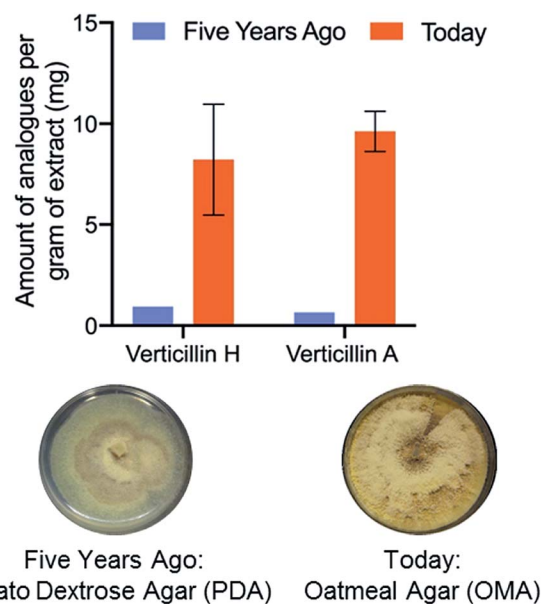 15
Five Years Ago
Today
Amount of analogues per
gram of extract (mg)
10
5
0
Verticillin H
Verticillin A
Five Years Ago:
ato Dextrose Agar (PDA)
Today:
Oatmeal Agar (OMA)